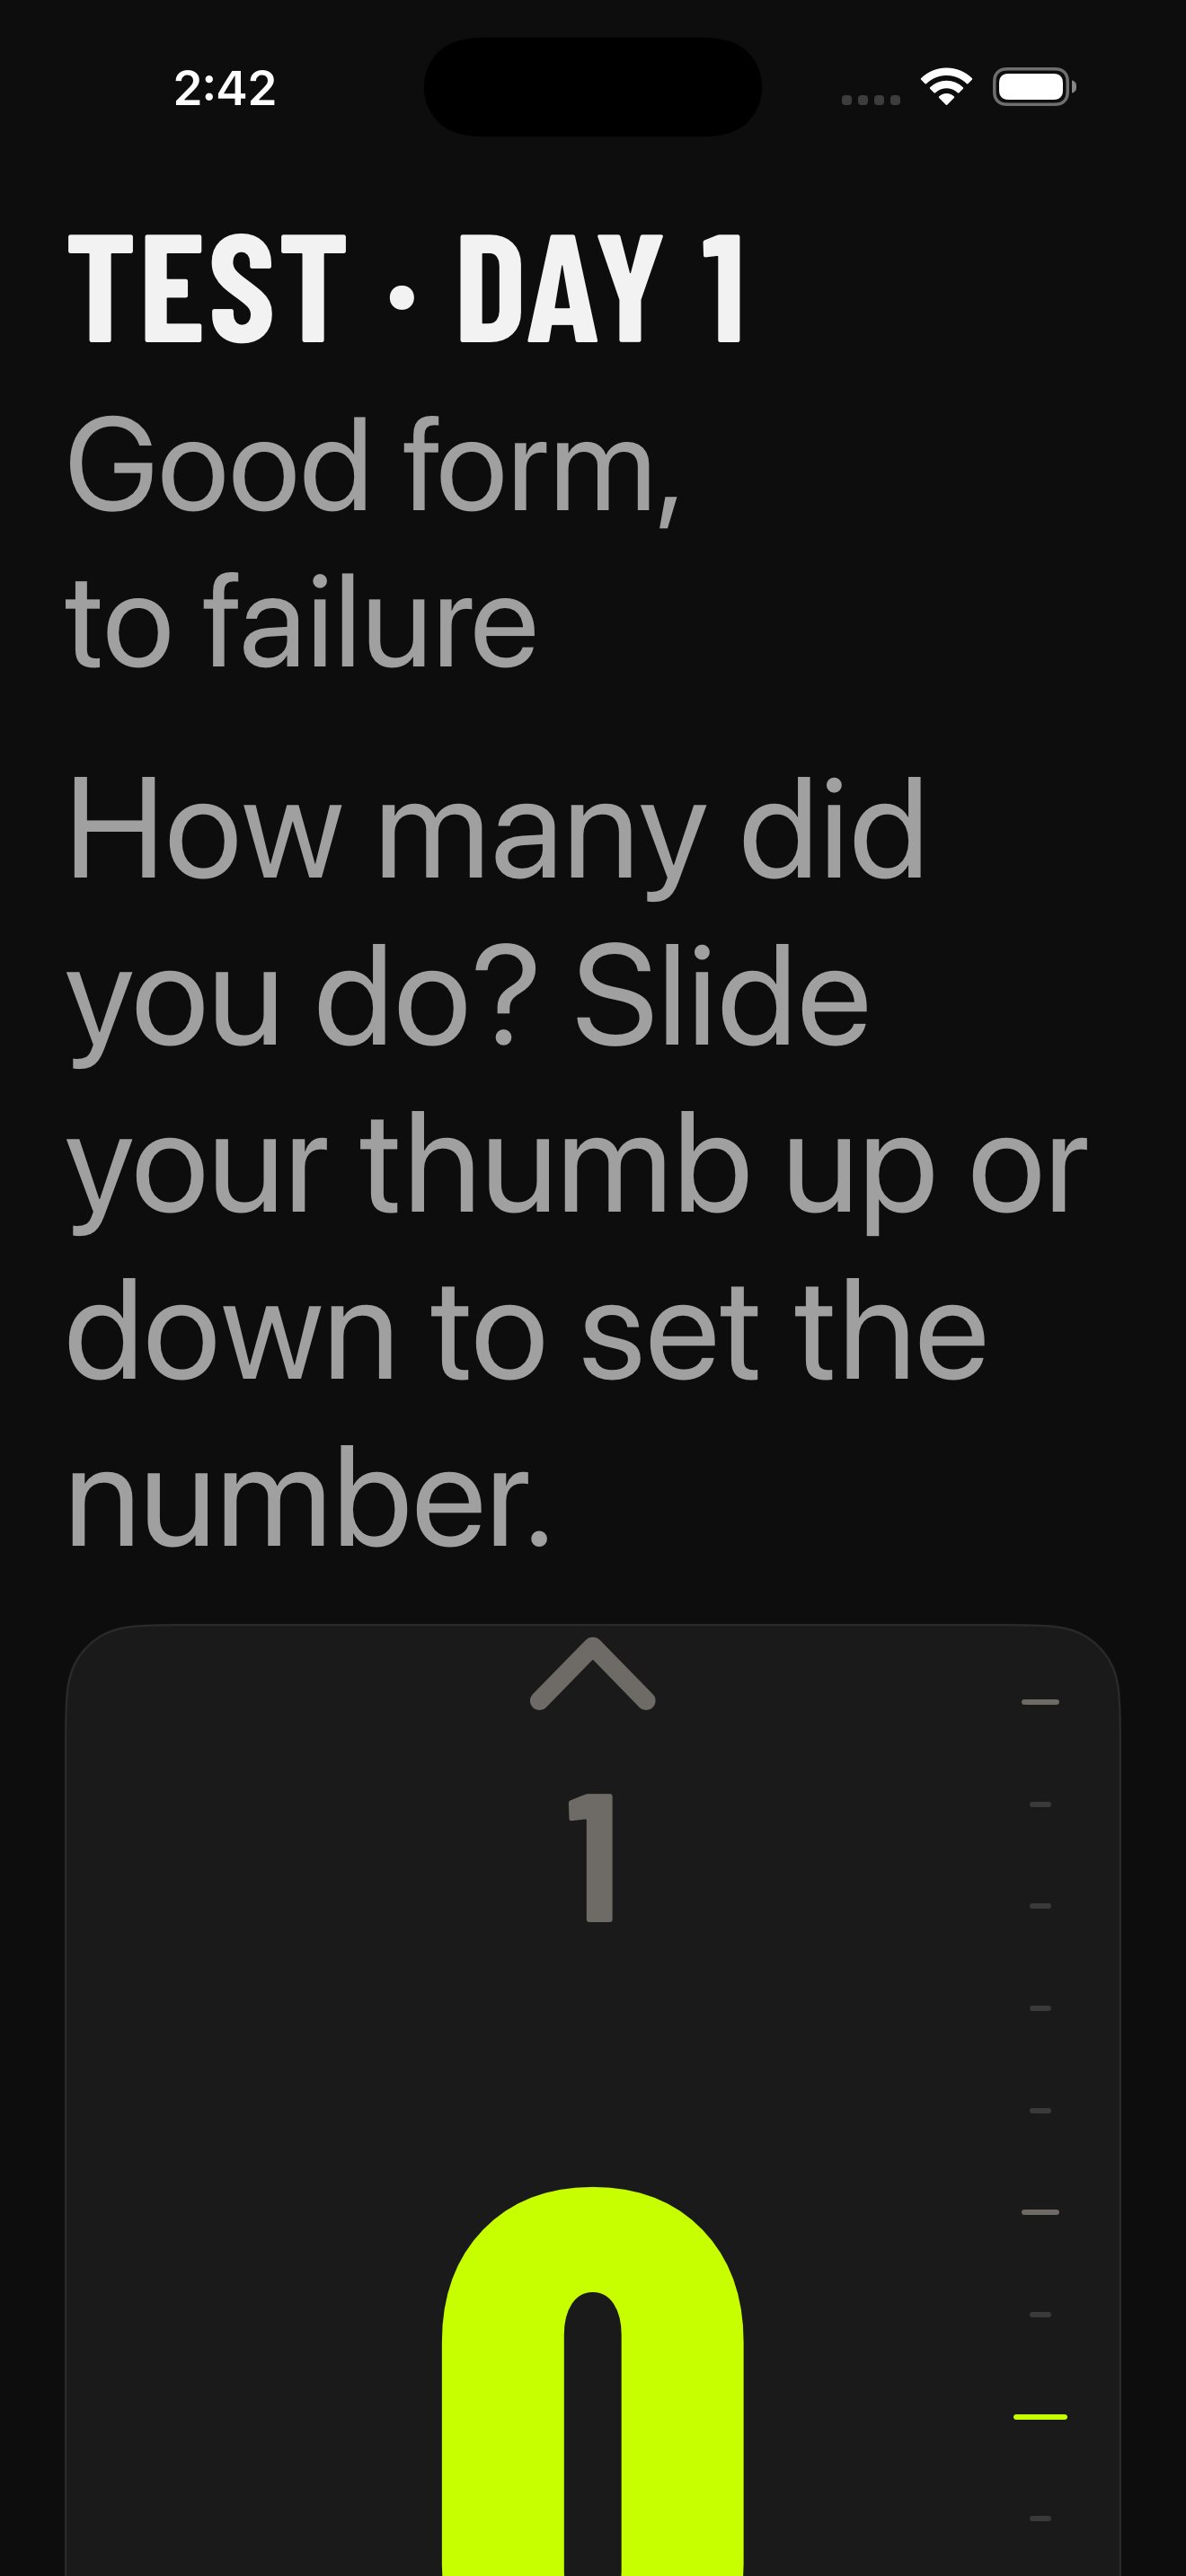 2:42
TEST · DAY 1
Good form,
to failure
How many did
you do? Slide
your thumb up or
down to set the
number.
1
0